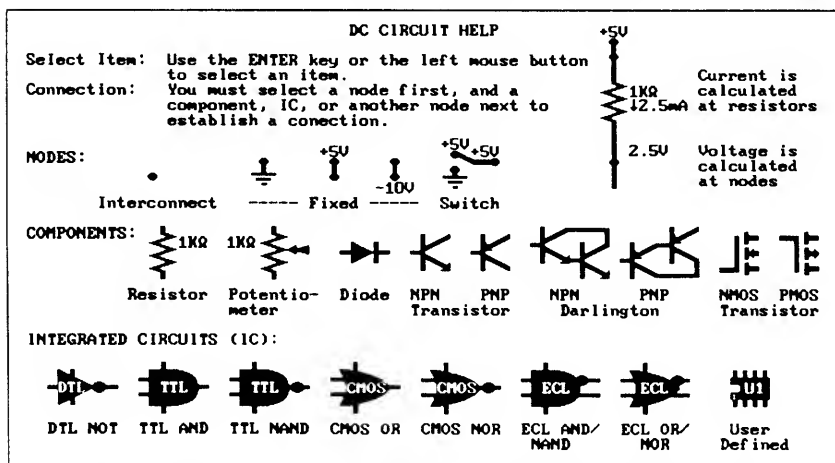 DC CIRCUIT HELP
Select Item: Use the ENTER key or the left mouse button
to select an item.
Connection: You must select a node first, and a
component, IC, or another node next to
establish a conection.
+5V
1KΩ
↓2.5mA
Current is
calculated
at resistors
2.5V
Voltage is
calculated
at nodes
NODES:
+5V
-10V
+5V
+5V
Interconnect ----- Fixed ----- Switch
COMPONENTS:
1KΩ
1KΩ
Resistor Potentio- Diode NPN PNP NPN PNP NMOS PMOS
meter Transistor Darlington Transistor
INTEGRATED CIRCUITS (IC):
DTL TTL TTL CMOS CMOS ECL ECL U1
DTL NOT TTL AND TTL NAND CMOS OR CMOS NOR ECL AND/ ECL OR/ User
NAND NOR Defined